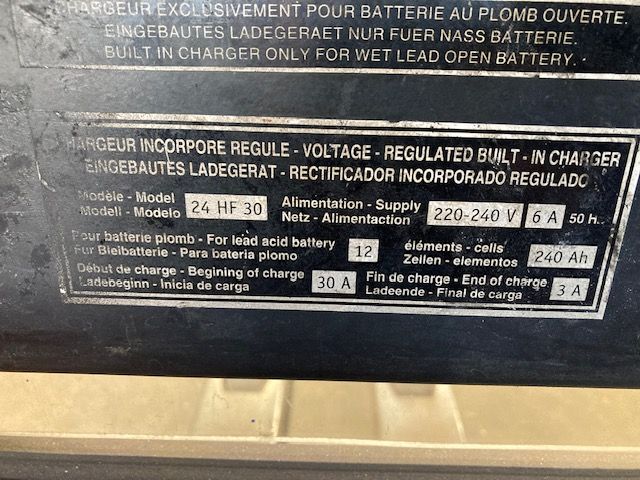 CHARGEUR EXCLUSIVEMENT POUR BATTERIE AU PLOMB OUVERTE.
EINGEBAUTES LADEGERAET NUR FUER NASS BATTERIE.
BUILT IN CHARGER ONLY FOR WET LEAD OPEN BATTERY.
CHARGEUR INCORPORE REGULE - VOLTAGE - REGULATED BUILT - IN CHARGER
EINGEBAUTES LADEGERAT - RECTIFICADOR INCORPORADO REGULADO
Modèle - Model 24 HF 30 Alimentation - Supply 220-240 V 6 A 50 H
Modell - Modelo Netz - Alimentaction
Pour batterie plomb - For lead acid battery 12 éléments - cells 240 Ah
Fur Bleibatterie - Para bateria plomo Zellen - elementos
Début de charge - Begining of charge 30 A Fin de charge - End of charge 3 A
Ladebeginn - Inicia de carga Ladeende - Final de carga